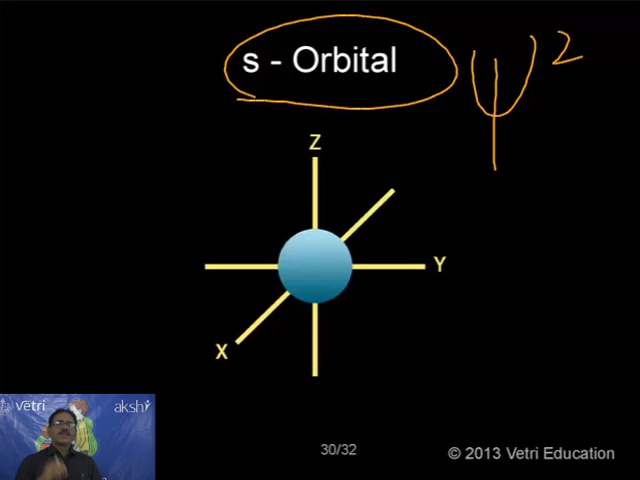 s - Orbital
ψ²
Z
Y
X
vetri
akshi
30/32
© 2013 Vetri Education